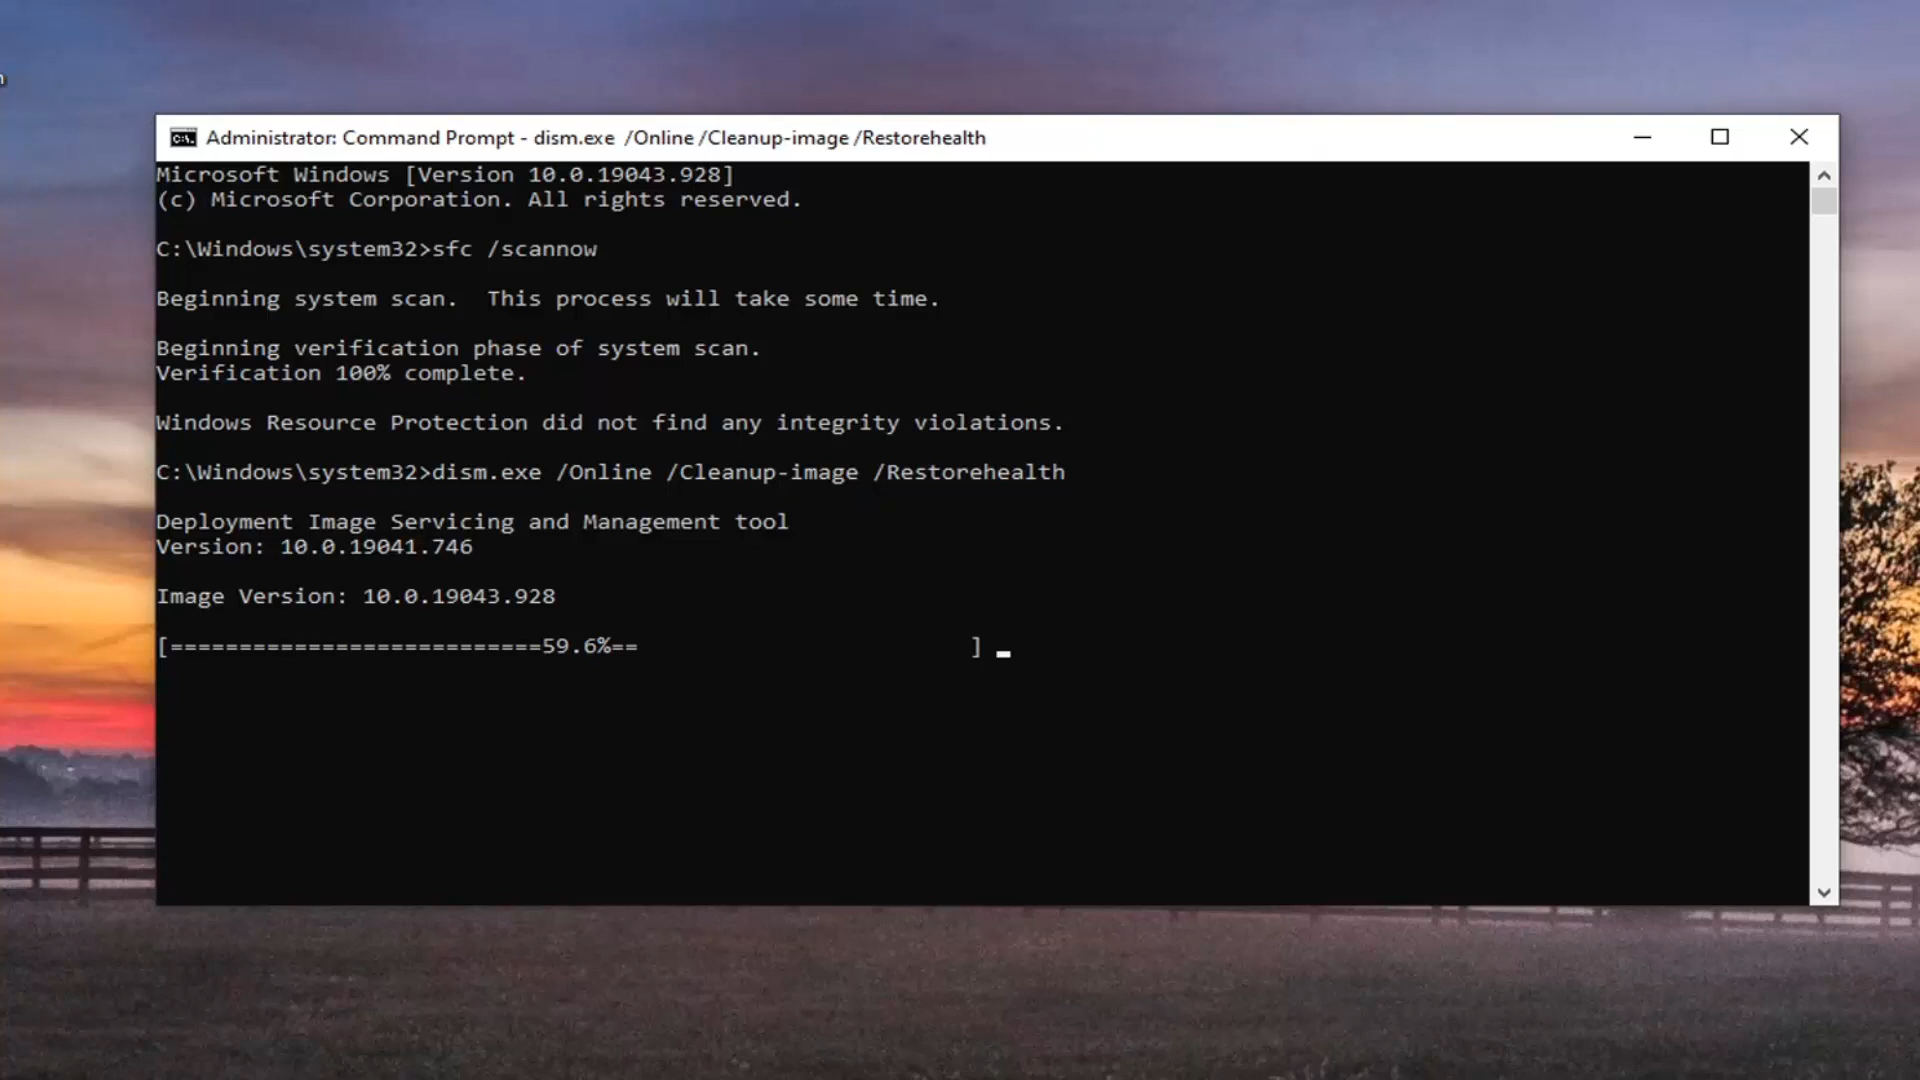 Administrator: Command Prompt - dism.exe /Online /Cleanup-image /Restorehealth
Microsoft Windows [Version 10.0.19043.928]
(c) Microsoft Corporation. All rights reserved.
C:\Windows\system32>sfc /scannow
Beginning system scan.  This process will take some time.
Beginning verification phase of system scan.
Verification 100% complete.
Windows Resource Protection did not find any integrity violations.
C:\Windows\system32>dism.exe /Online /Cleanup-image /Restorehealth
Deployment Image Servicing and Management tool
Version: 10.0.19041.746
Image Version: 10.0.19043.928
[===========================59.6%==                        ]